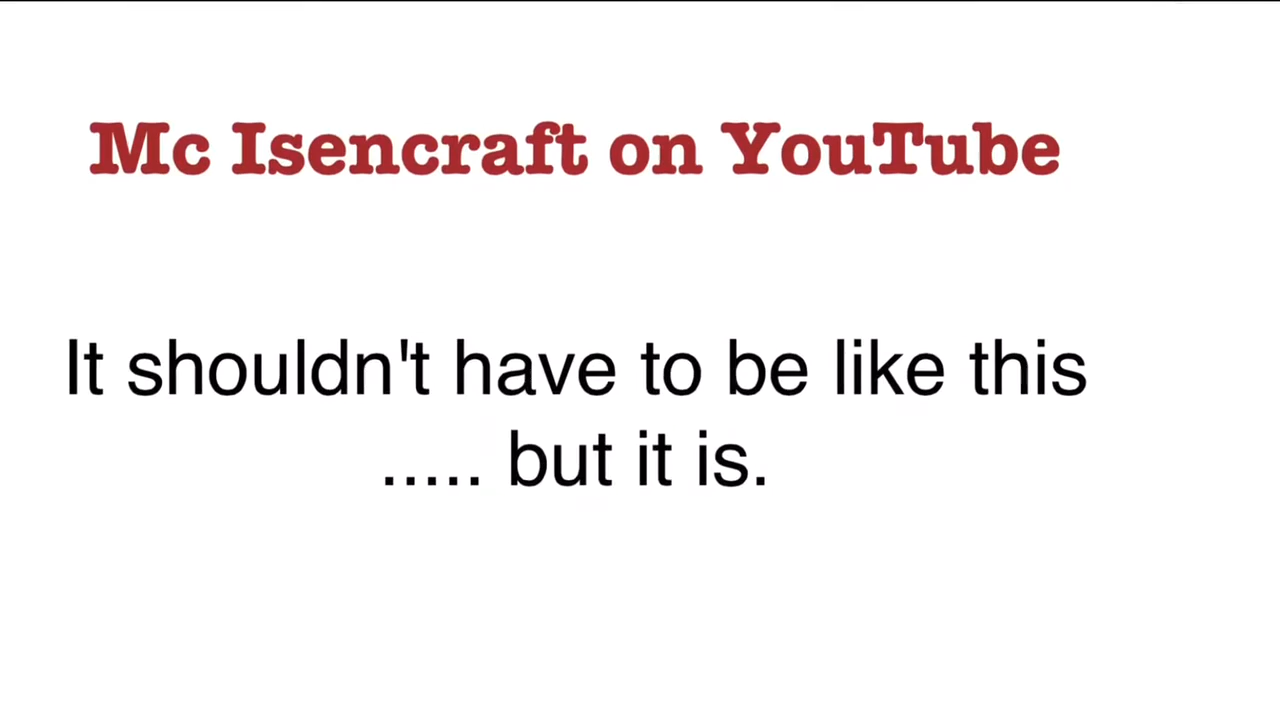 Mc Isencraft on YouTube
It shouldn't have to be like this
..... but it is.